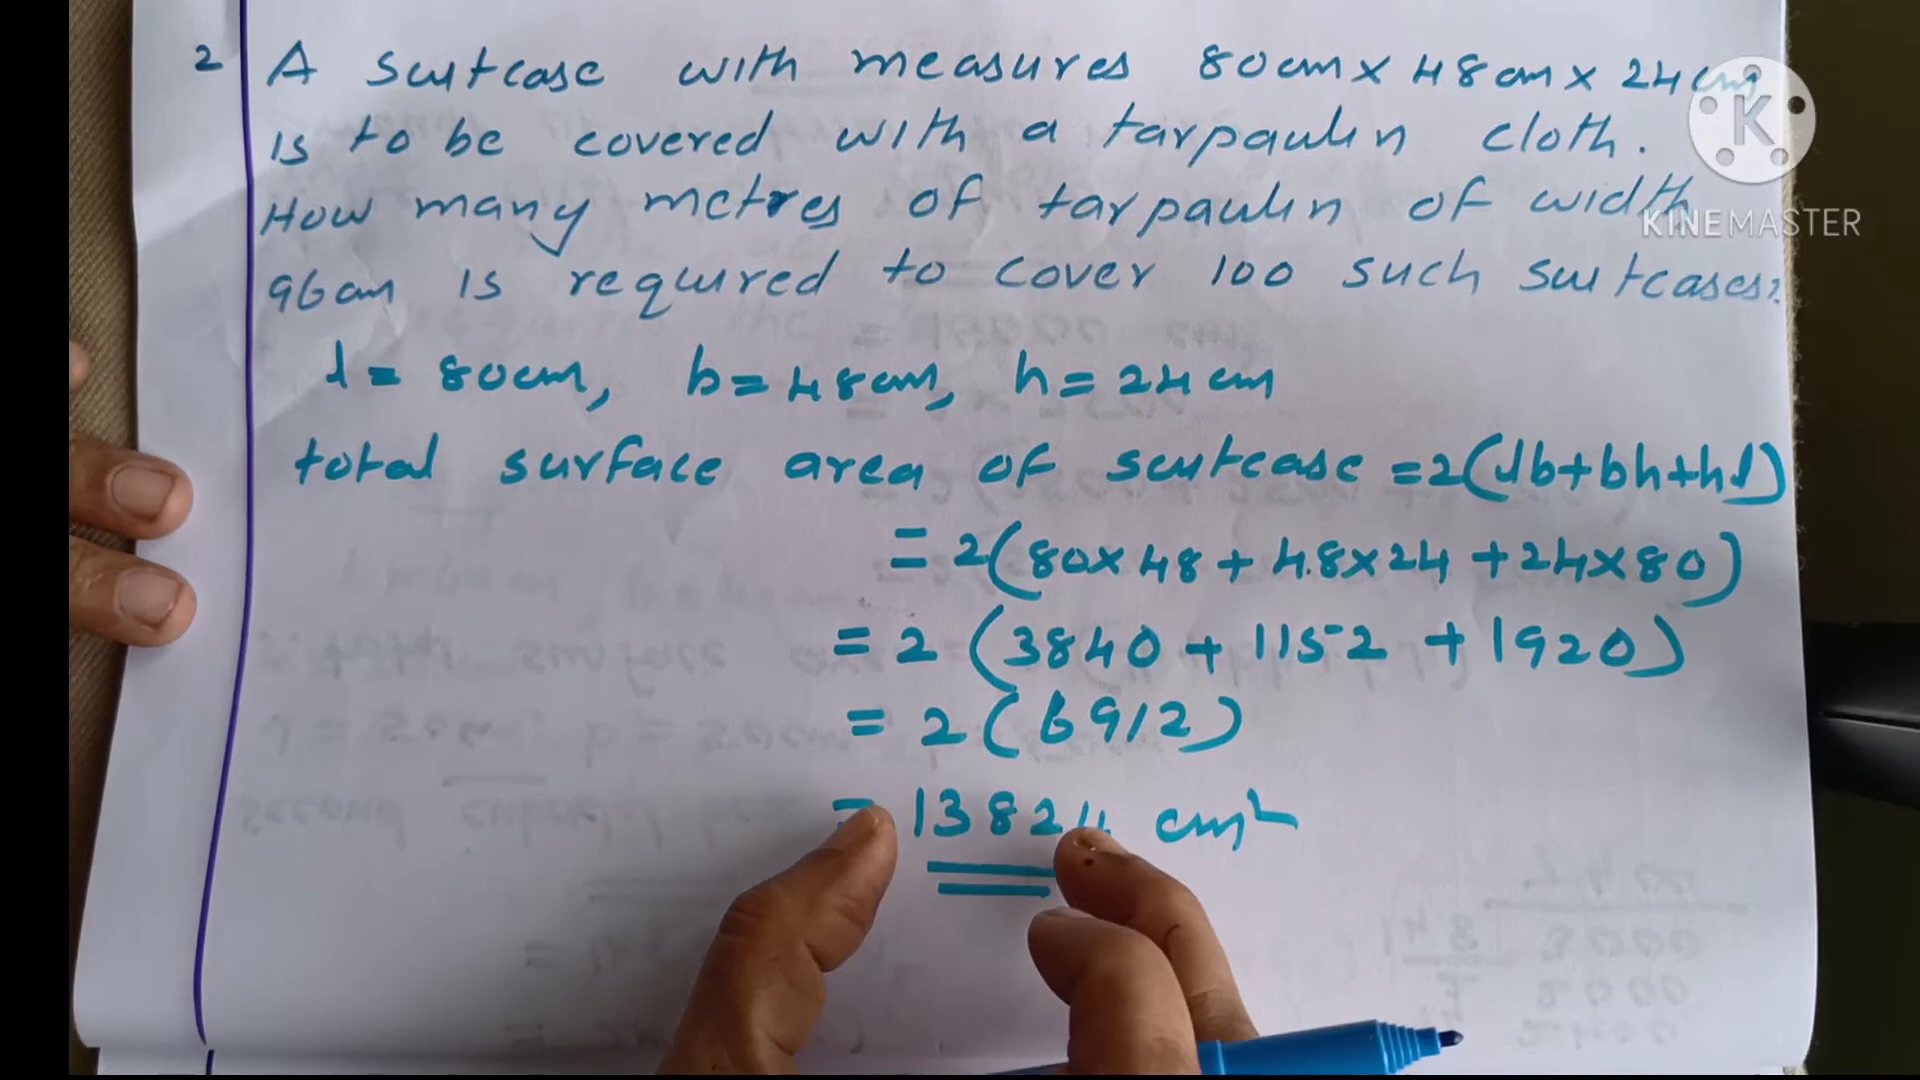 2 A suitcase with measures 80cm x 48cm x 24cm
is to be covered with a tarpaulin cloth.
How many metres of tarpaulin of width
96cm is required to cover 100 such suitcases?
l = 80cm, b = 48cm, h = 24cm
total surface area of suitcase = 2(lb+bh+hl)
= 2(80x48 + 48x24 + 24x80)
= 2(3840 + 1152 + 1920)
= 2(6912)
= 13824 cm²
K
KINEMASTER